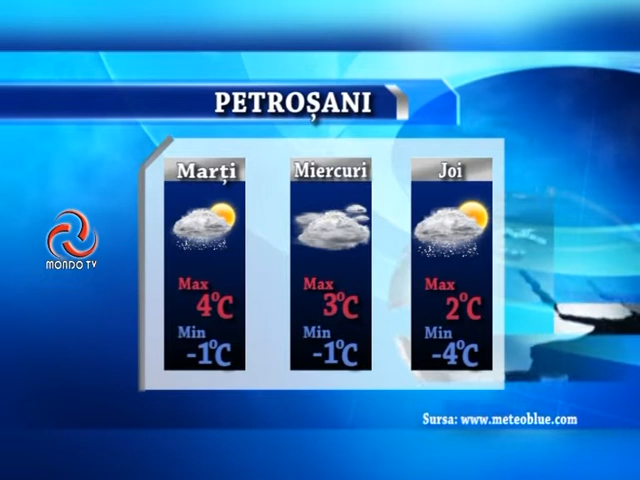 PETROȘANI
Marți
Miercuri
Joi
Max
4°C
Min
-1°C
Max
3°C
Min
-1°C
Max
2°C
Min
-4°C
MONDO TV
Sursa: www.meteoblue.com